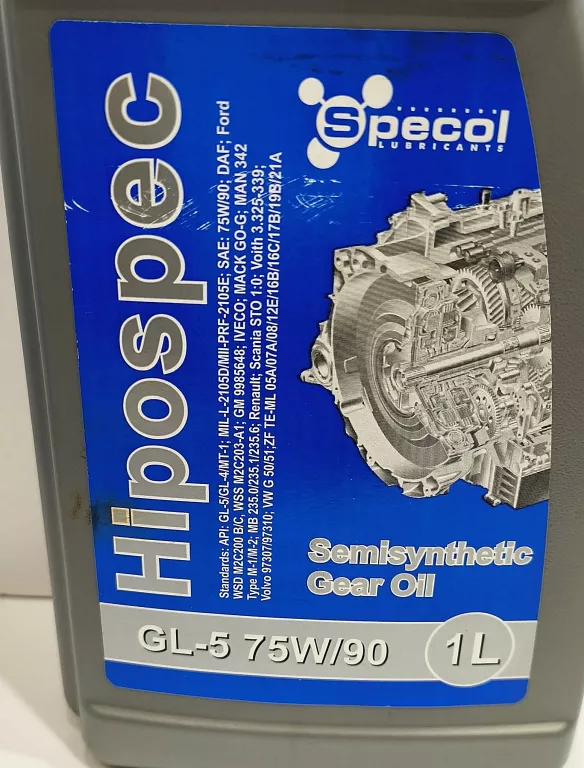 Specol
LUBRICANTS
Hipospec
Standards: API: GL-5/GL-4/MT-1; MIL-L-2105D/MIl-PRF-2105E; SAE: 75W/90; DAF; Ford
WSD M2C200 B/C, WSS M2C203-A1; GM 9985648; IVECO; MACK GO-G; MAN 342
Type M-1/M-2; MB 235.0/235.1/235.6; Renault; Scania STO 1:0; Voith 3.325-339;
Volvo 97307/97310; VW G 50/51;ZF TE-ML 05A/07A/08/12E/16B/16C/17B/19B/21A
Semisynthetic
Gear Oil
GL-5 75W/90
1L